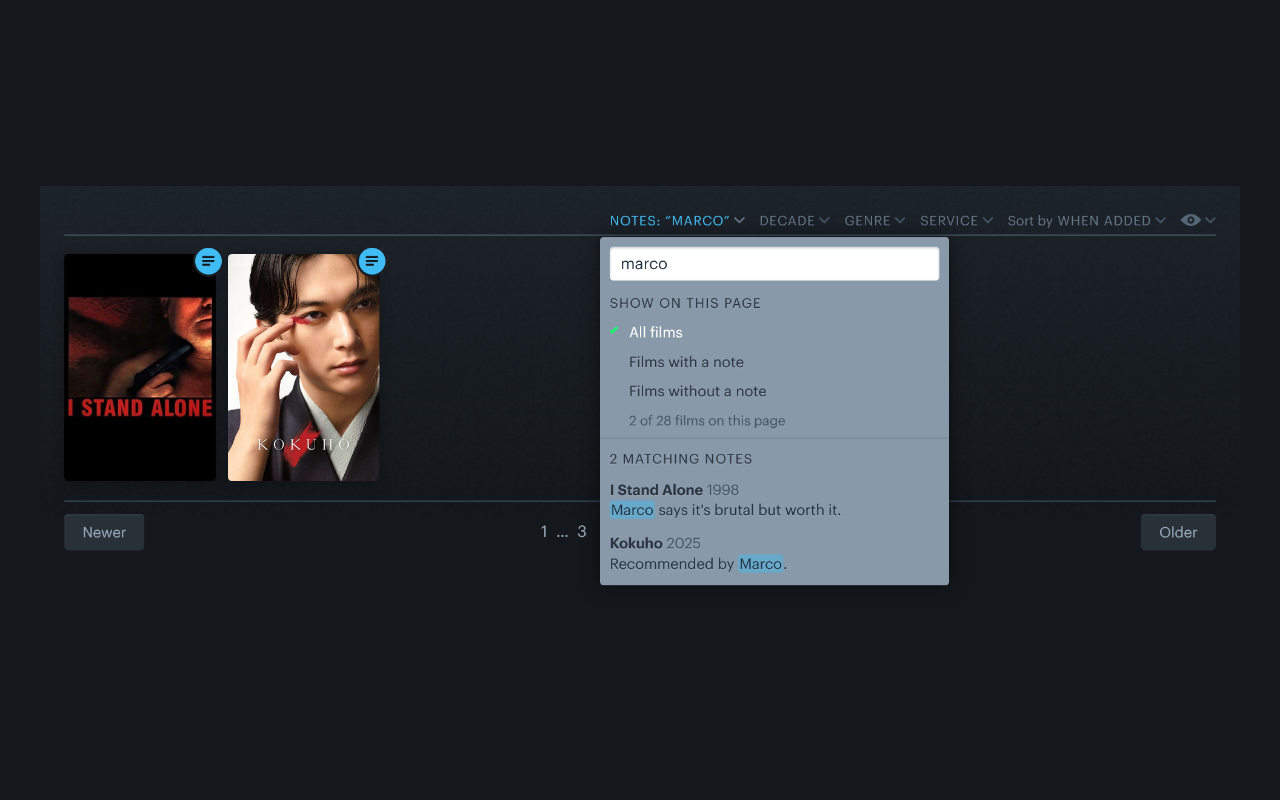 NOTES: “MARCO” DECADE GENRE SERVICE Sort by WHEN ADDED
marco
SHOW ON THIS PAGE
All films
Films with a note
Films without a note
2 of 28 films on this page
2 MATCHING NOTES
I Stand Alone 1998
Marco says it's brutal but worth it.
Kokuho 2025
Recommended by Marco.
I STAND ALONE
KOKUHO
Newer
1 … 3
Older